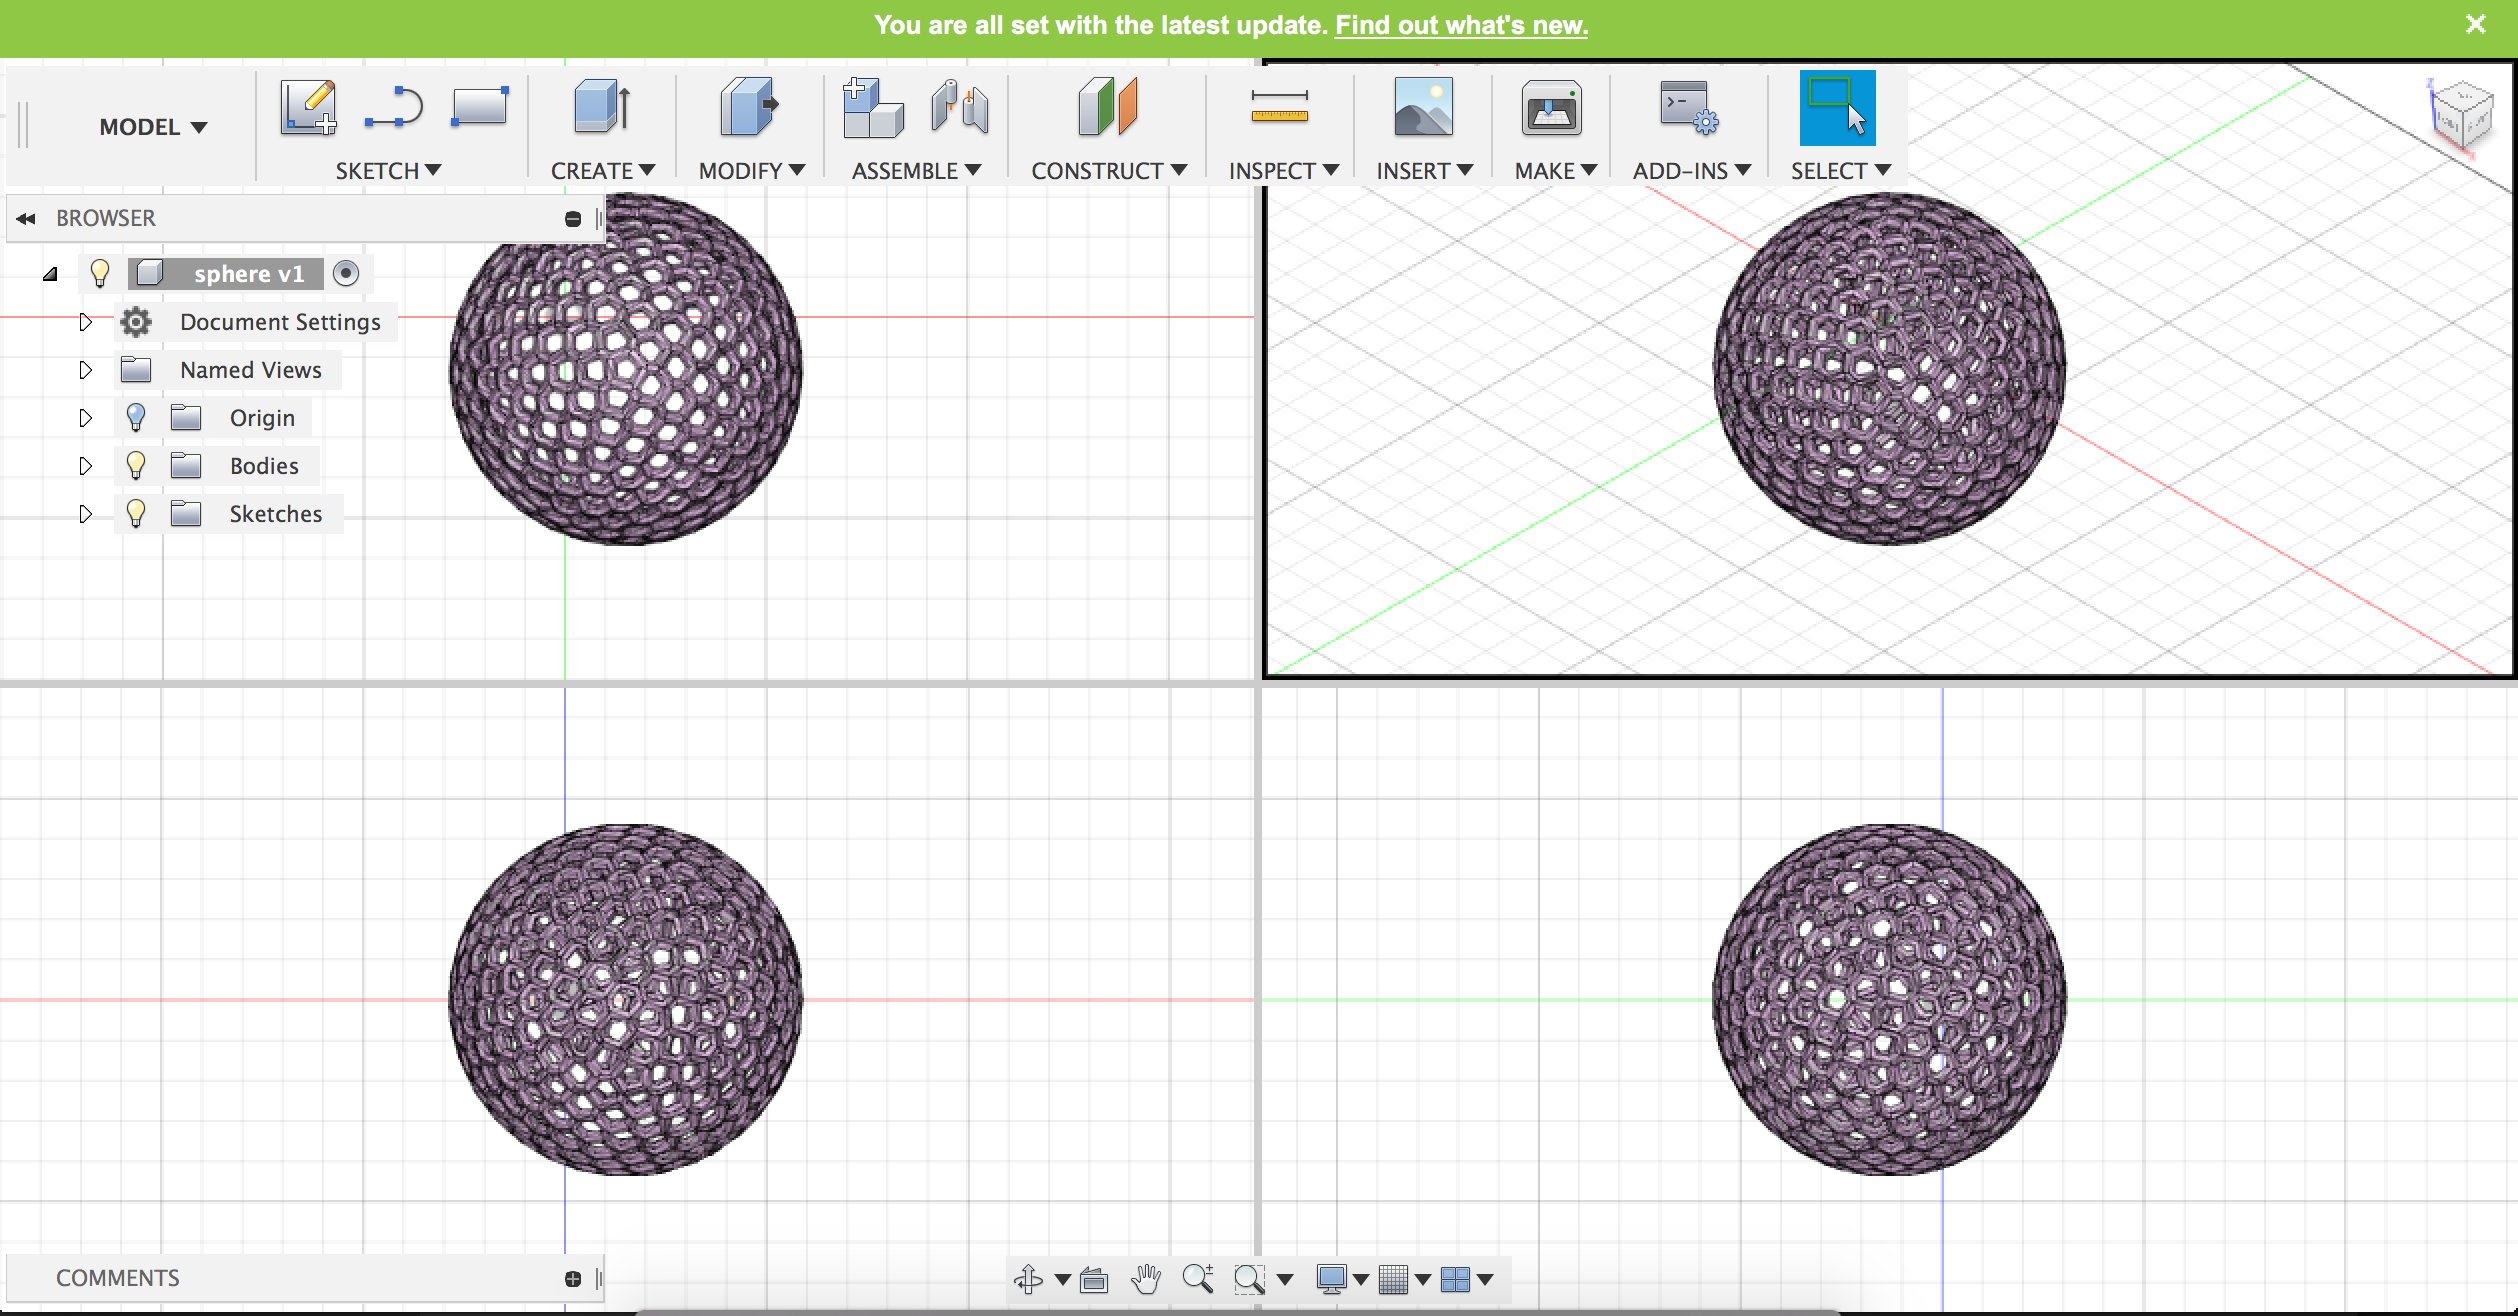 You are all set with the latest update. Find out what's new.
MODEL
SKETCH
CREATE
MODIFY
ASSEMBLE
CONSTRUCT
INSPECT
INSERT
MAKE
ADD-INS
SELECT
BROWSER
sphere v1
Document Settings
Named Views
Origin
Bodies
Sketches
COMMENTS